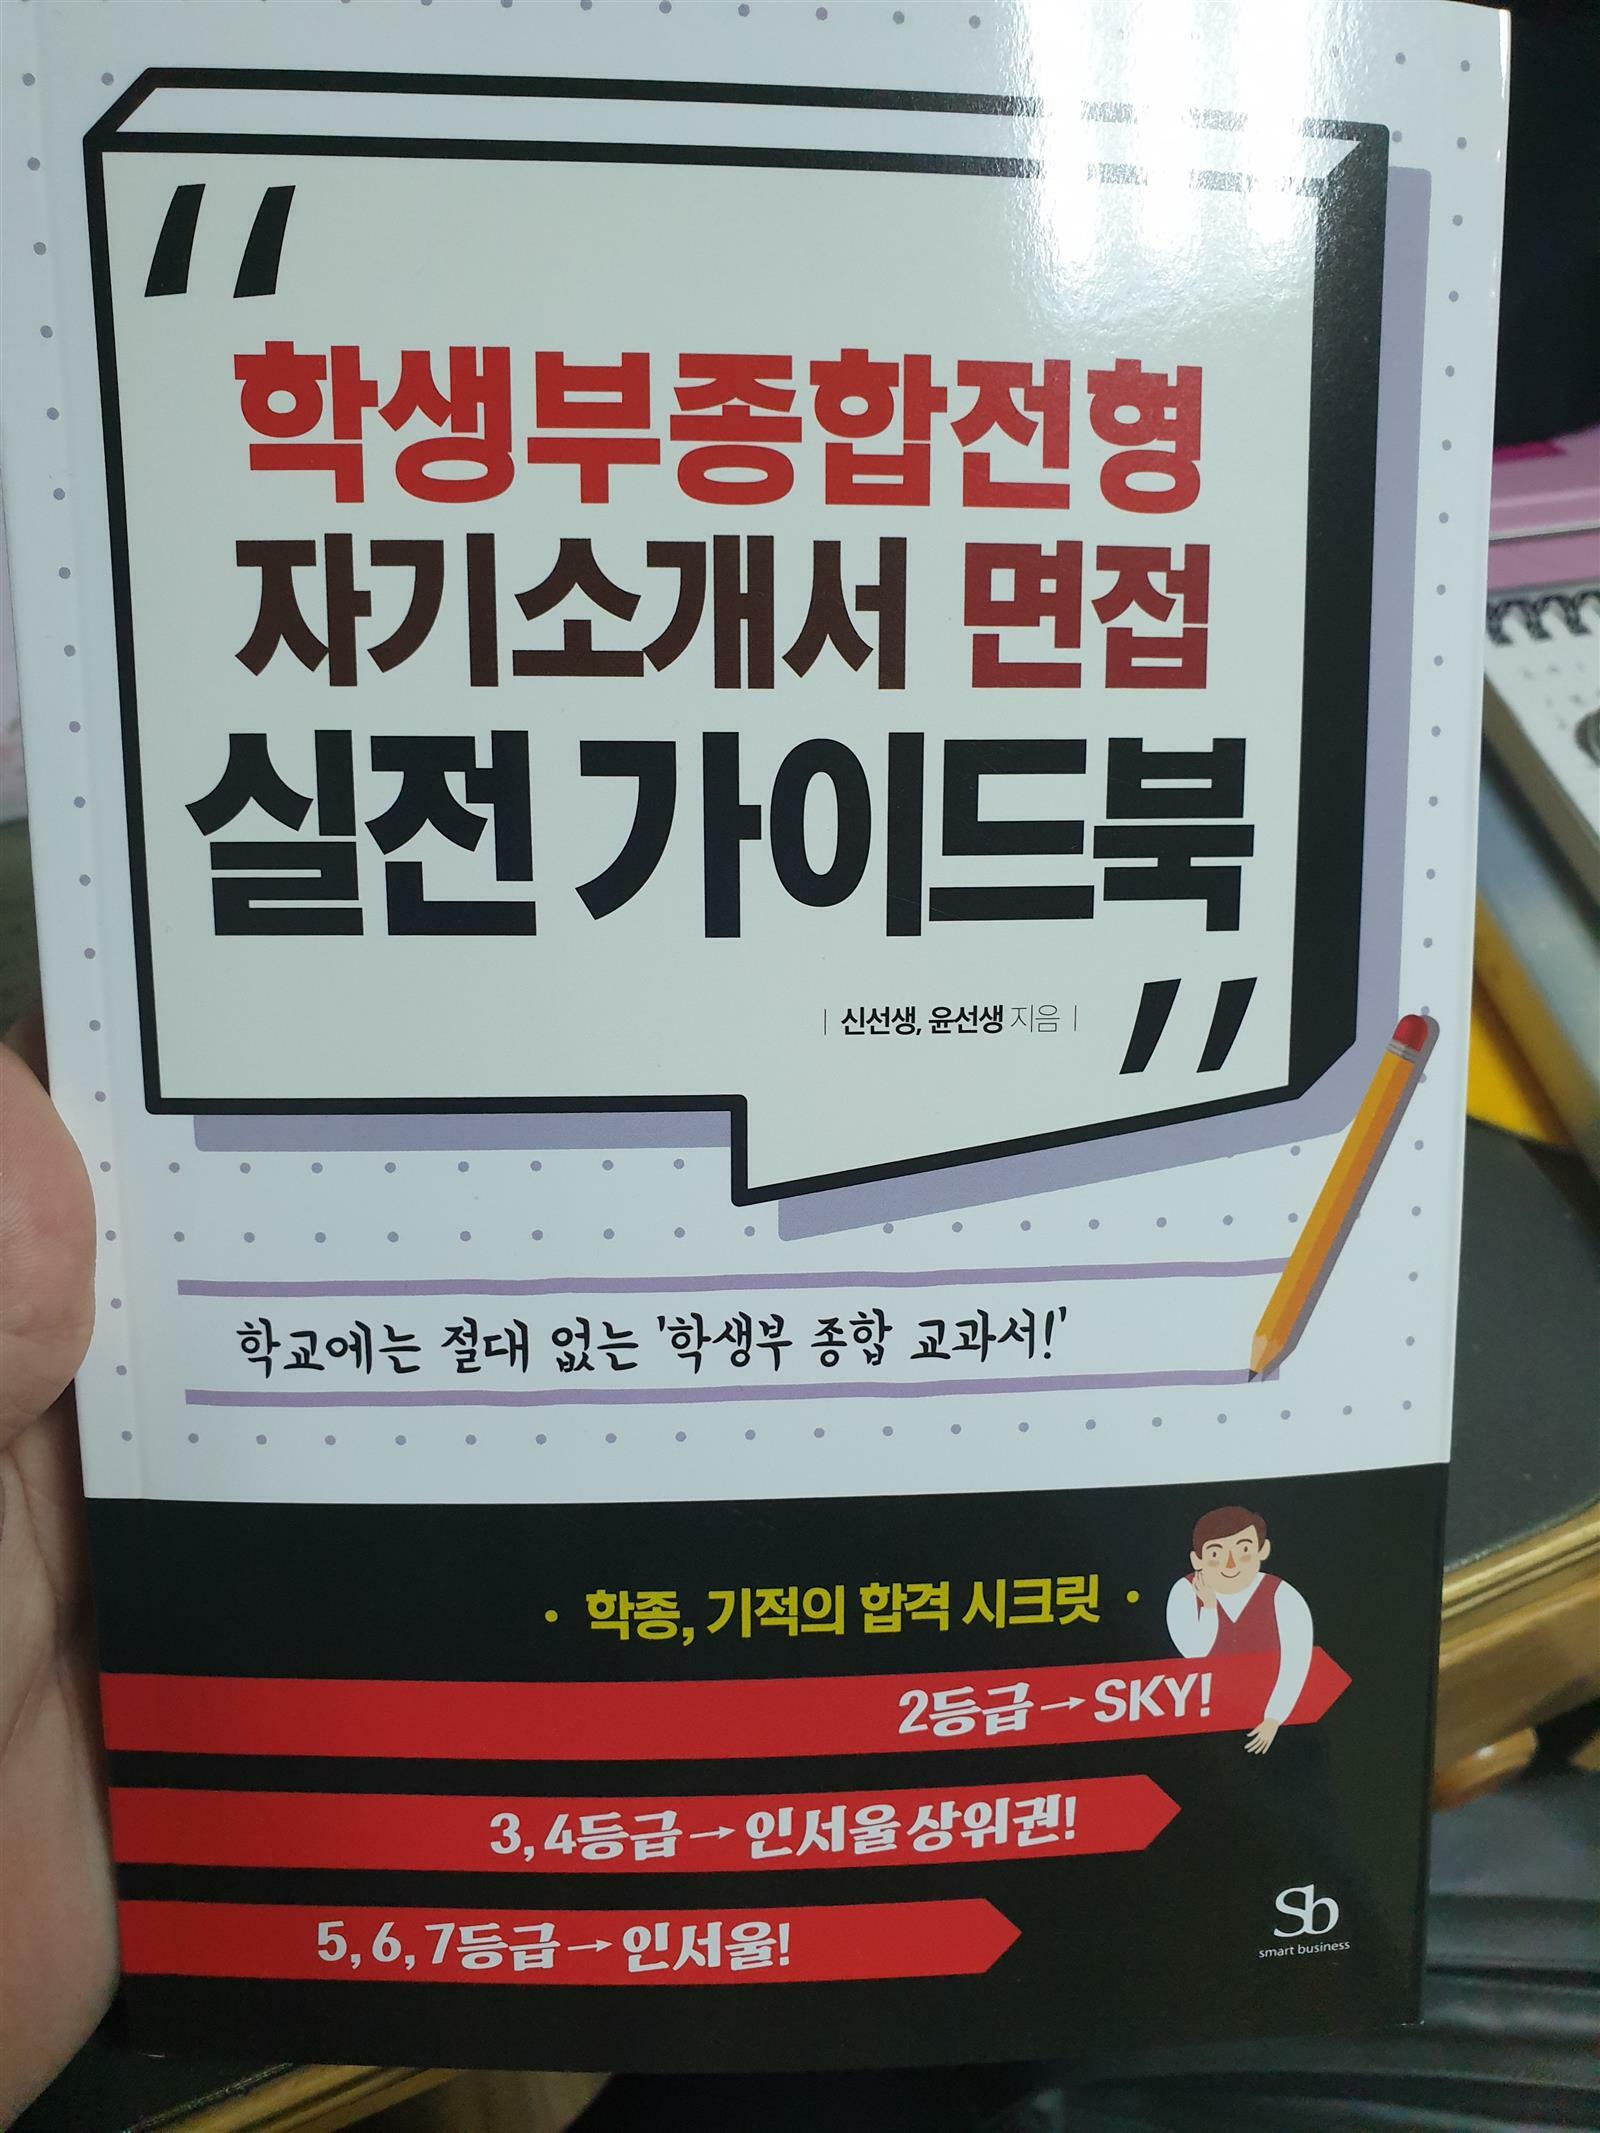 학생부종합전형
자기소개서 면접
실전 가이드북
신선생, 윤선생 지음
학교에는 절대 없는 '학생부 종합 교과서!'
• 학종, 기적의 합격 시크릿 •
2등급→SKY!
3,4등급→인서울상위권!
5,6,7등급→인서울!
Sb
smart business